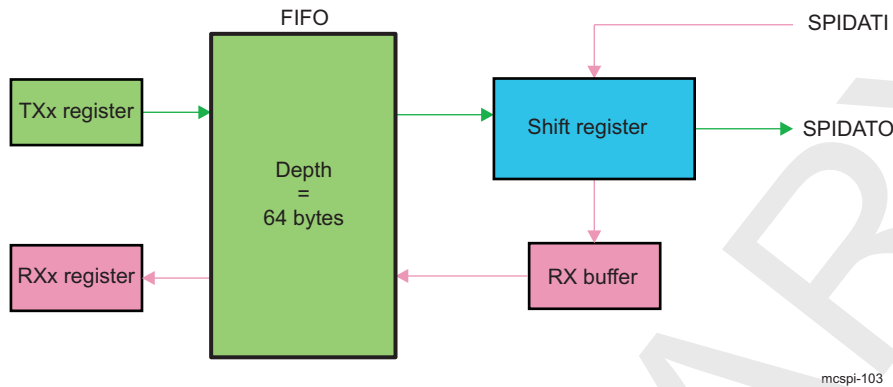 FIFO
SPIDATI
TXx register
Shift register
SPIDATO
Depth
=
64 bytes
RXx register
RX buffer
mcspi-103